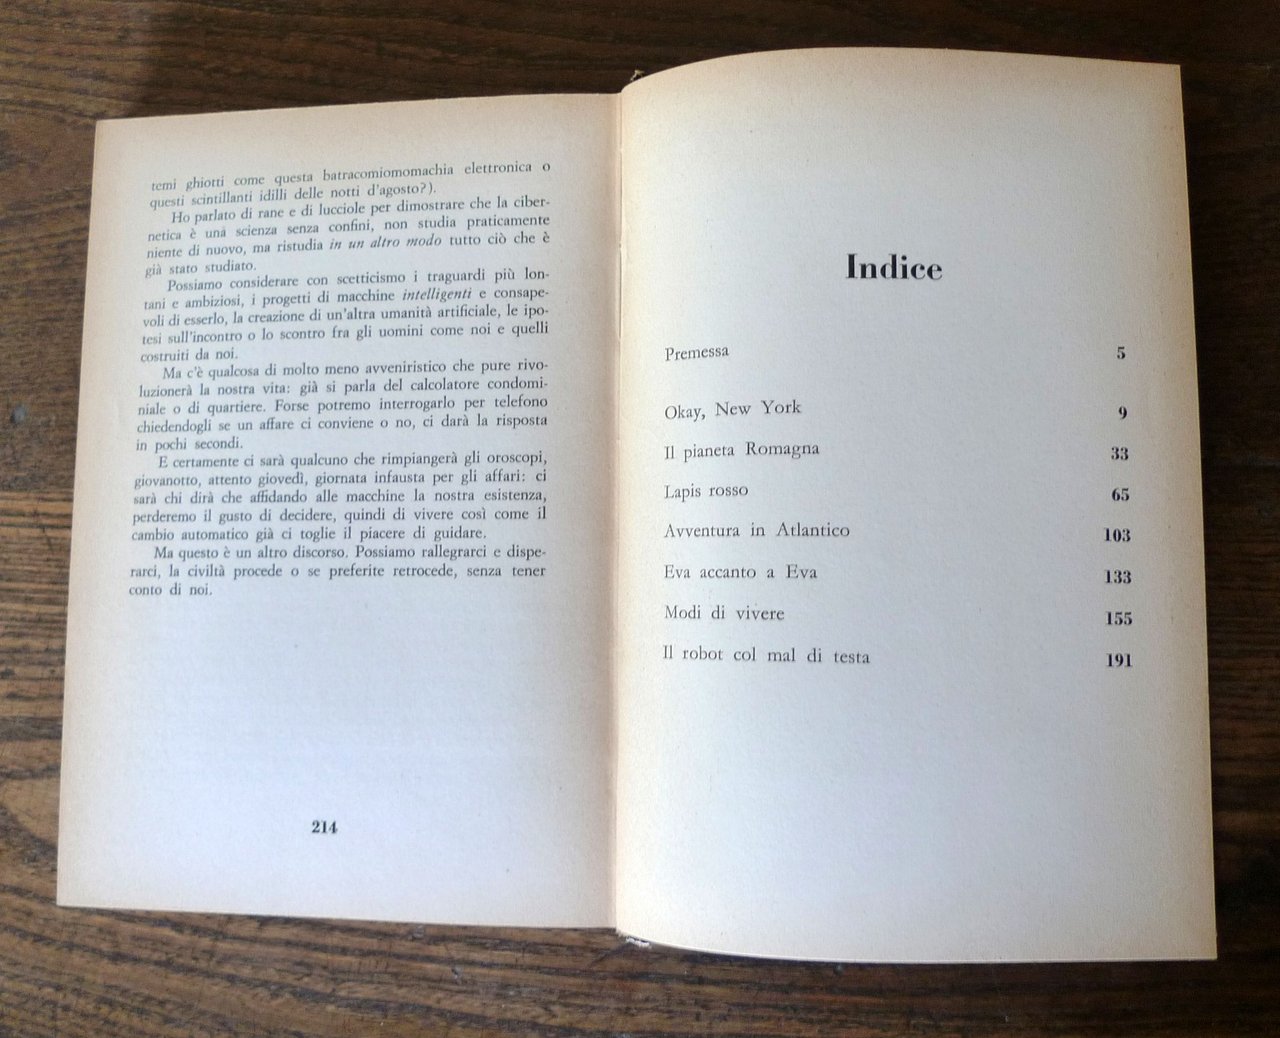 temi ghiotti come questa batracomiomomachia elettronica o
questi scintillanti idilli delle notti d'agosto?).
Ho parlato di rane e di lucciole per dimostrare che la ciber-
netica è una scienza senza confini, non studia praticamente
niente di nuovo, ma ristudia in un altro modo tutto ciò che è
già stato studiato.
Possiamo considerare con scetticismo i traguardi più lon-
tani e ambiziosi, i progetti di macchine intelligenti e consape-
voli di esserlo, la creazione di un'altra umanità artificiale, le ipo-
tesi sull'incontro o lo scontro fra gli uomini come noi e quelli
costruiti da noi.
Ma c'è qualcosa di molto meno avveniristico che pure rivo-
luzionerà la nostra vita: già si parla del calcolatore condomi-
niale o di quartiere. Forse potremo interrogarlo per telefono
chiedendogli se un affare ci conviene o no, ci darà la risposta
in pochi secondi.
E certamente ci sarà qualcuno che rimpiangerà gli oroscopi,
giovanotto, attento giovedì, giornata infausta per gli affari: ci
sarà chi dirà che affidando alle macchine la nostra esistenza,
perderemo il gusto di decidere, quindi di vivere così come il
cambio automatico già ci toglie il piacere di guidare.
Ma questo è un altro discorso. Possiamo rallegrarci e dispe-
rarci, la civiltà procede o se preferite retrocede, senza tener
conto di noi.
214
Indice
Premessa 5
Okay, New York 9
Il pianeta Romagna 33
Lapis rosso 65
Avventura in Atlantico 103
Eva accanto a Eva 133
Modi di vivere 155
Il robot col mal di testa 191